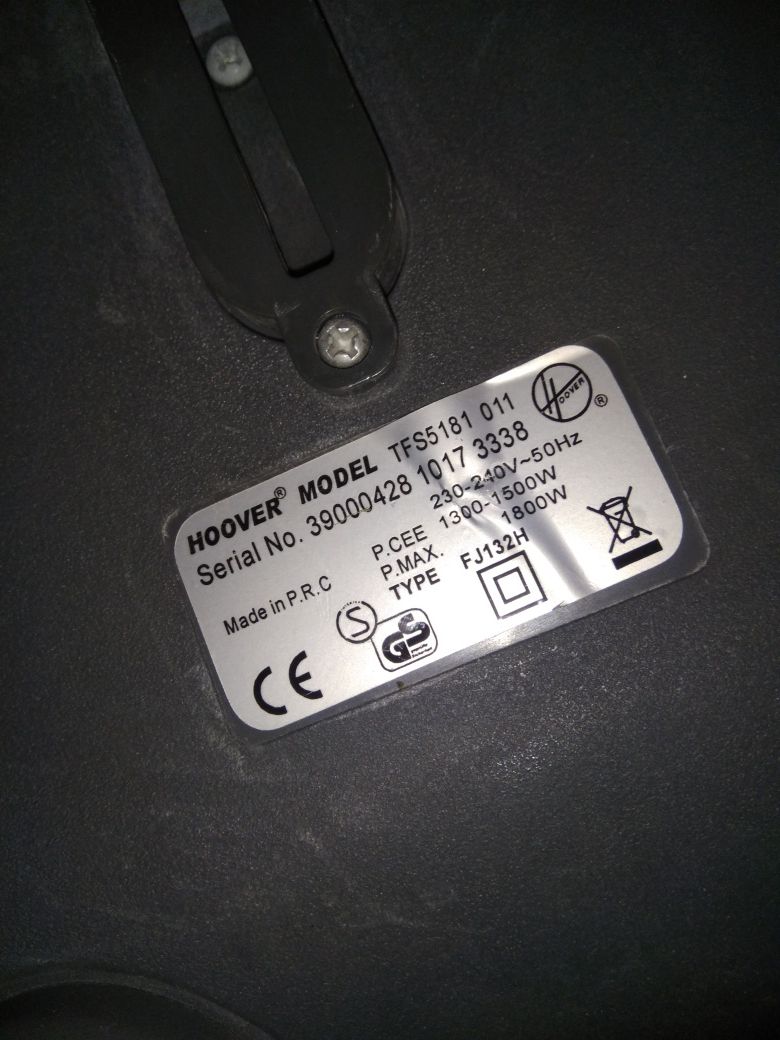 HOOVER® MODEL TFS5181 011
Serial No. 39000428 1017 3338
230-240V~50Hz
P.CEE 1300-1500W
P.MAX. 1800W
TYPE FJ132H
Made in P.R.C
HOOVER ®
S
GS
CE